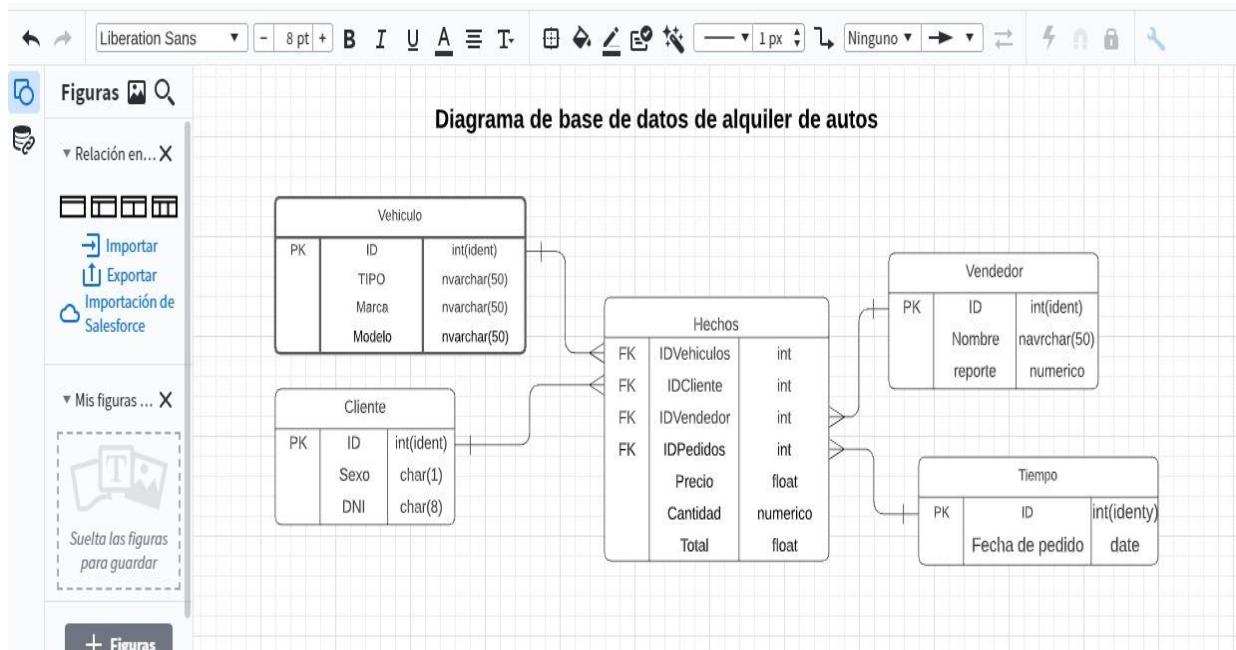 Liberation Sans - 8 pt + B I U A T 1 px Ninguno
Figuras
Relación en...
Importar
Exportar
Importación de
Salesforce
Mis figuras ...
T
Suelta las figuras
para guardar
+ Figuras
Diagrama de base de datos de alquiler de autos
Vehiculo
PK ID int(ident)
TIPO nvarchar(50)
Marca nvarchar(50)
Modelo nvarchar(50)
Cliente
PK ID int(ident)
Sexo char(1)
DNI char(8)
Hechos
FK IDVehiculos int
FK IDCliente int
FK IDVendedor int
FK IDPedidos int
Precio float
Cantidad numerico
Total float
Vendedor
PK ID int(ident)
Nombre navrchar(50)
reporte numerico
Tiempo
PK ID int(identy)
Fecha de pedido date